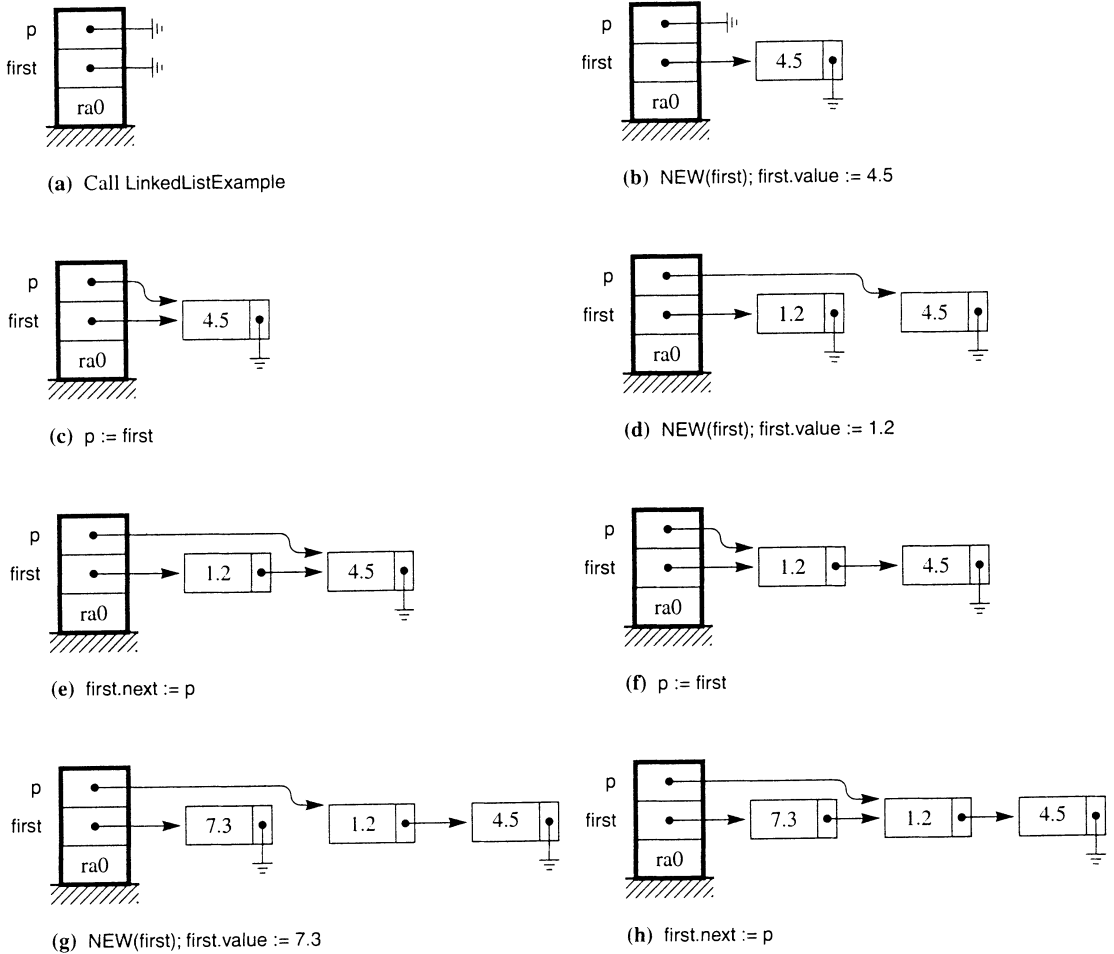 p
first
ra0
(a) Call LinkedListExample
p
first
4.5
ra0
(b) NEW(first); first.value := 4.5
p
first
4.5
ra0
(c) p := first
p
first
1.2
4.5
ra0
(d) NEW(first); first.value := 1.2
p
first
1.2
4.5
ra0
(e) first.next := p
p
first
1.2
4.5
ra0
(f) p := first
p
first
7.3
1.2
4.5
ra0
(g) NEW(first); first.value := 7.3
p
first
7.3
1.2
4.5
ra0
(h) first.next := p